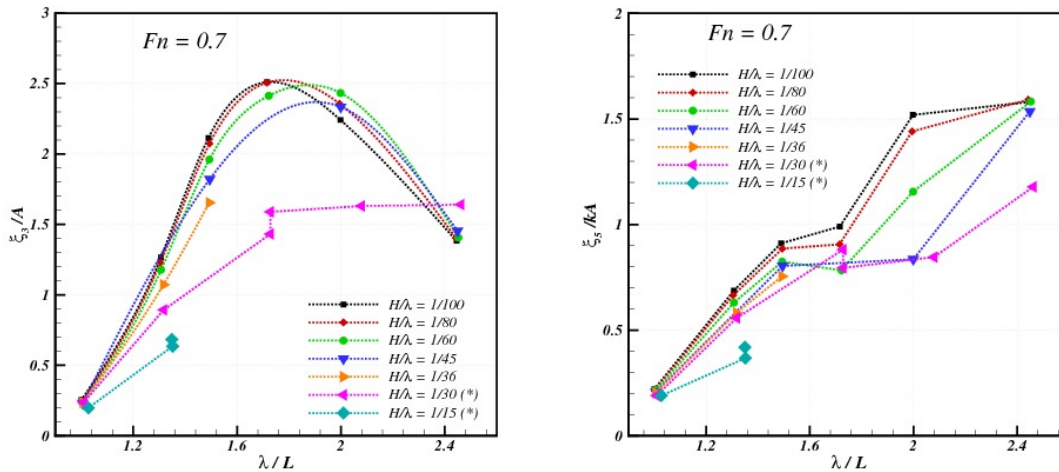 3
2.5
2
1.5
1
0.5
0
ξ₃/A
Fn = 0.7
H/λ = 1/100
H/λ = 1/80
H/λ = 1/60
H/λ = 1/45
H/λ = 1/36
H/λ = 1/30 (*)
H/λ = 1/15 (*)
1.2 1.6 2 2.4
λ/L
2
1.5
1
0.5
0
ξ₅/kA
Fn = 0.7
H/λ = 1/100
H/λ = 1/80
H/λ = 1/60
H/λ = 1/45
H/λ = 1/36
H/λ = 1/30 (*)
H/λ = 1/15 (*)
1.2 1.6 2 2.4
λ/L